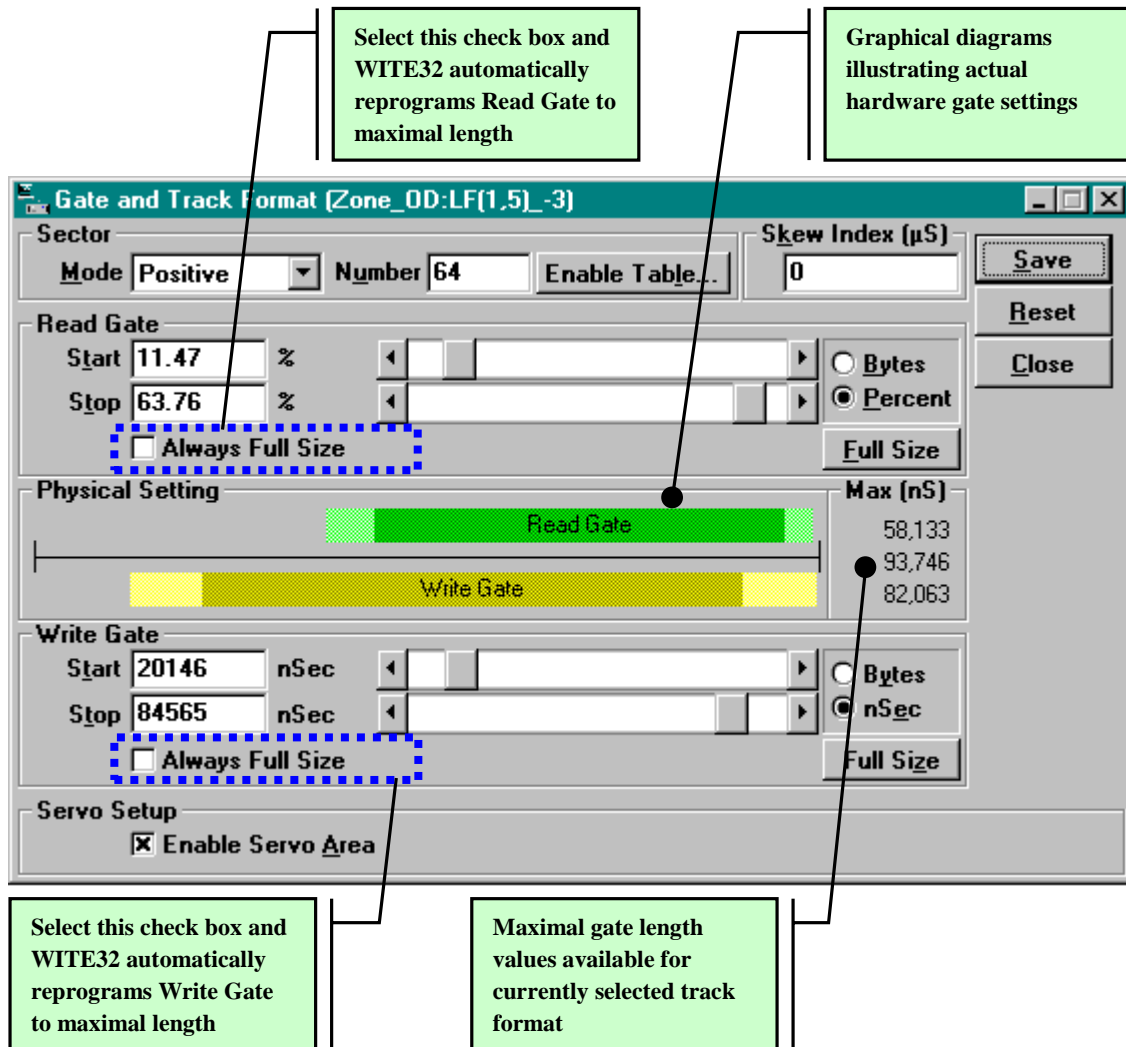 Select this check box and
WITE32 automatically
reprograms Read Gate to
maximal length
Graphical diagrams
illustrating actual
hardware gate settings
Gate and Track Format (Zone_OD:LF(1,5)_-3)
Sector
Mode Positive Number 64 Enable Table...
Skew Index (µS)
0
Save
Reset
Close
Read Gate
Start 11.47 %
Stop 63.76 %
Bytes
Percent
Always Full Size
Full Size
Physical Setting
Max (nS)
Read Gate
58,133
93,746
Write Gate
82,063
Write Gate
Start 20146 nSec
Stop 84565 nSec
Bytes
nSec
Always Full Size
Full Size
Servo Setup
Enable Servo Area
Select this check box and
WITE32 automatically
reprograms Write Gate
to maximal length
Maximal gate length
values available for
currently selected track
format